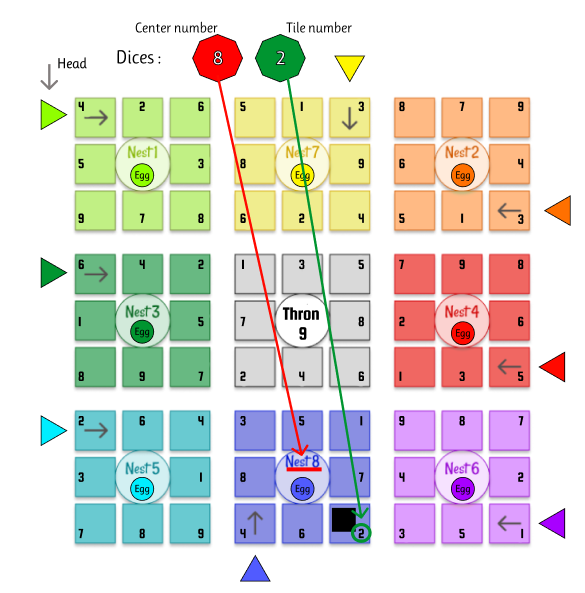 Center number
Tile number
Head
Dices :
8
2
4 2 6
5 Nest1 3
Egg
9 7 8
5 1 3
8 Nest7 9
Egg
6 2 4
8 7 9
6 Nest2 4
Egg
5 1 3
6 4 2
1 Nest3 5
Egg
8 9 7
1 3 5
7 Thron 8
9
2 4 6
7 9 8
2 Nest4 6
Egg
1 3 5
2 6 4
3 Nest5 1
Egg
7 8 9
3 5 1
8 Nest8 7
Egg
4 6 2
9 8 7
4 Nest6 2
Egg
3 5 1